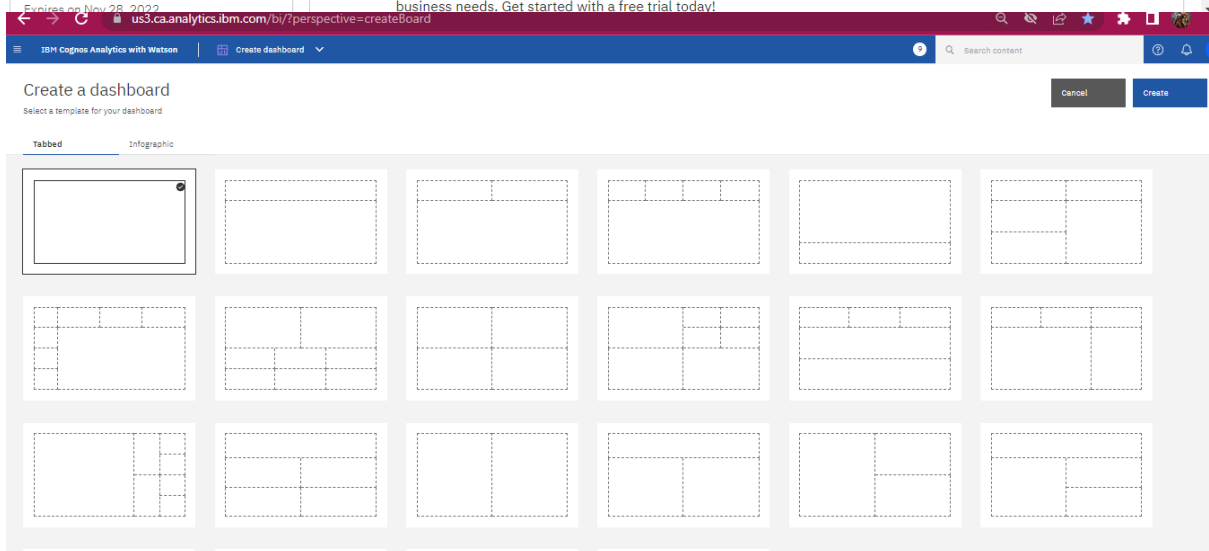 Expires on Nov 28, 2022
business needs. Get started with a free trial today!
us3.ca.analytics.ibm.com/bi/?perspective=createBoard
IBM Cognos Analytics with Watson
Create dashboard
9
Search content
Create a dashboard
Cancel
Create
Select a template for your dashboard
Tabbed
Infographic